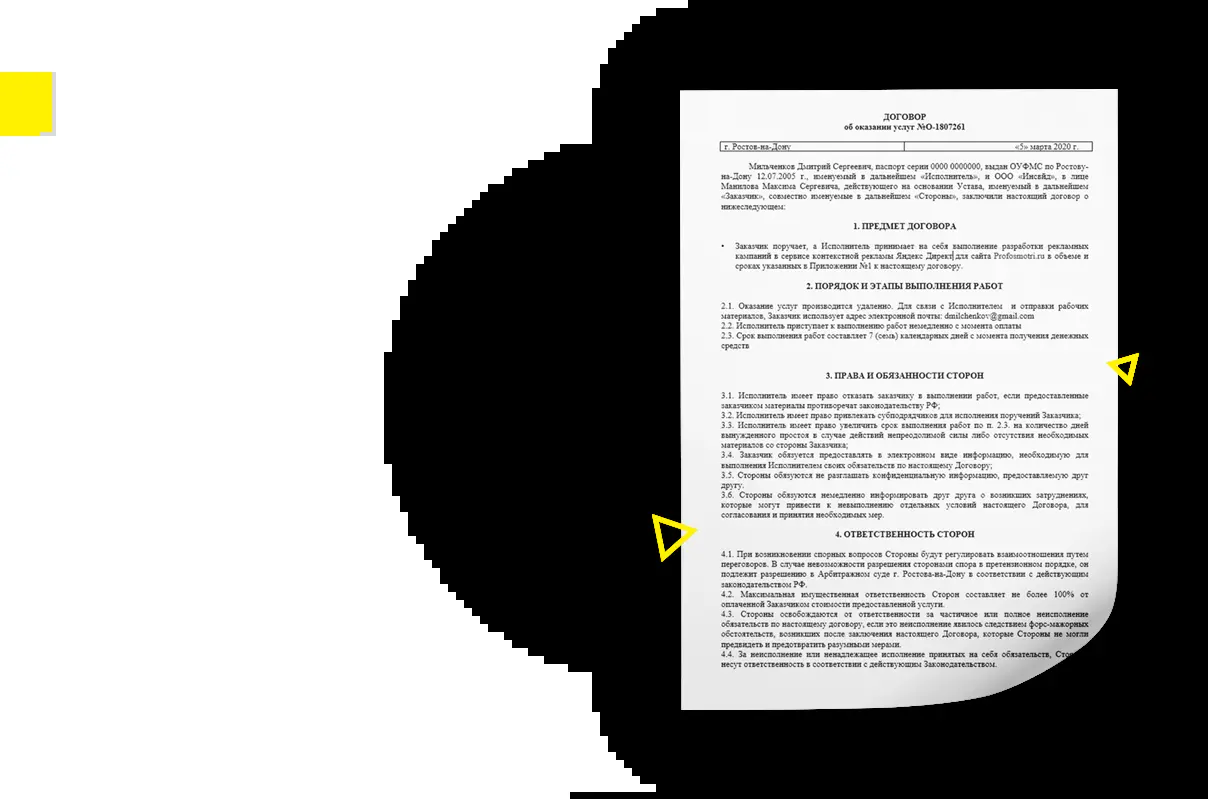 ДОГОВОР
об оказании услуг №О-1807261
г. Ростов-на-Дону «5» марта 2020 г.
Мильченков Дмитрий Сергеевич, паспорт серии 0000 0000000, выдан ОУФМС по Ростову-
на-Дону 12.07.2005 г., именуемый в дальнейшем «Исполнитель», и ООО «Инсвйд», в лице
Манилова Максима Сергевича, действующего на основании Устава, именуемый в дальнейшем
«Заказчик», совместно именуемые в дальнейшем «Стороны», заключили настоящий договор о
нижеследующем:
1. ПРЕДМЕТ ДОГОВОРА
• Заказчик поручает, а Исполнитель принимает на себя выполнение разработки рекламных
кампаний в сервисе контекстной рекламы Яндекс Директ для сайта Profosmotri.ru в объеме и
сроках указанных в Приложении №1 к настоящему договору.
2. ПОРЯДОК И ЭТАПЫ ВЫПОЛНЕНИЯ РАБОТ
2.1. Оказание услуг производится удаленно. Для связи с Исполнителем и отправки рабочих
материалов, Заказчик использует адрес электронной почты: dmilchenkov@gmail.com
2.2. Исполнитель приступает к выполнению работ немедленно с момента оплаты
2.3. Срок выполнения работ составляет 7 (семь) календарных дней с момента получения денежных
средств
3. ПРАВА И ОБЯЗАННОСТИ СТОРОН
3.1. Исполнитель имеет право отказать заказчику в выполнении работ, если предоставленные
заказчиком материалы противоречат законодательству РФ;
3.2. Исполнитель имеет право привлекать субподрядчиков для исполнения поручений Заказчика;
3.3. Исполнитель имеет право увеличить срок выполнения работ по п. 2.3. на количество дней
вынужденного простоя в случае действий непреодолимой силы либо отсутствия необходимых
материалов со стороны Заказчика;
3.4. Заказчик обязуется предоставлять в электронном виде информацию, необходимую для
выполнения Исполнителем своих обязательств по настоящему Договору;
3.5. Стороны обязуются не разглашать конфиденциальную информацию, предоставляемую друг
другу.
3.6. Стороны обязуются немедленно информировать друг друга о возникших затруднениях,
которые могут привести к невыполнению отдельных условий настоящего Договора, для
согласования и принятия необходимых мер.
4. ОТВЕТСТВЕННОСТЬ СТОРОН
4.1. При возникновении спорных вопросов Стороны будут регулировать взаимоотношения путем
переговоров. В случае невозможности разрешения сторонами спора в претензионном порядке, он
подлежит разрешению в Арбитражном суде г. Ростова-на-Дону в соответствии с действующим
законодательством РФ.
4.2. Максимальная имущественная ответственность Сторон составляет не более 100% от
оплаченной Заказчиком стоимости предоставленной услуги.
4.3. Стороны освобождаются от ответственности за частичное или полное неисполнение
обязательств по настоящему договору, если это неисполнение явилось следствием форс-мажорных
обстоятельств, возникших после заключения настоящего Договора, которые Стороны не могли
предвидеть и предотвратить разумными мерами.
4.4. За неисполнение или ненадлежащее исполнение принятых на себя обязательств,
несут ответственность в соответствии с действующим Законодательством.